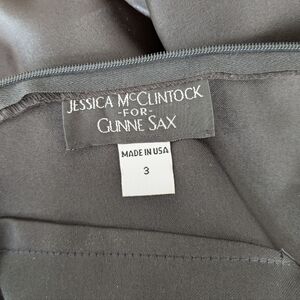 JESSICA McCLINTOCK
-FOR-
GUNNE SAX
MADE IN USA
3